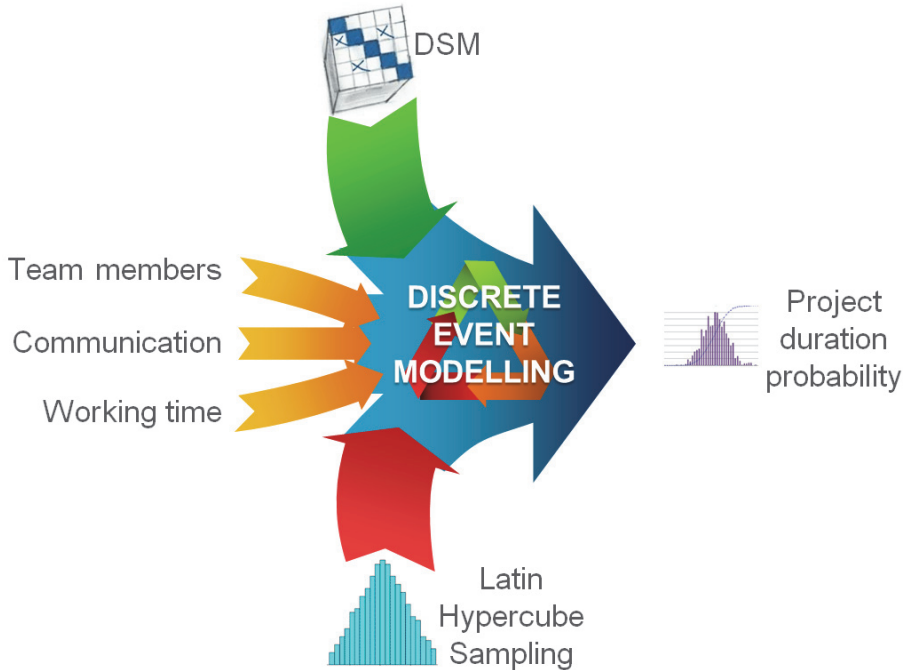 DSM
Team members
Communication
Working time
DISCRETE
EVENT
MODELLING
Project
duration
probability
Latin
Hypercube
Sampling